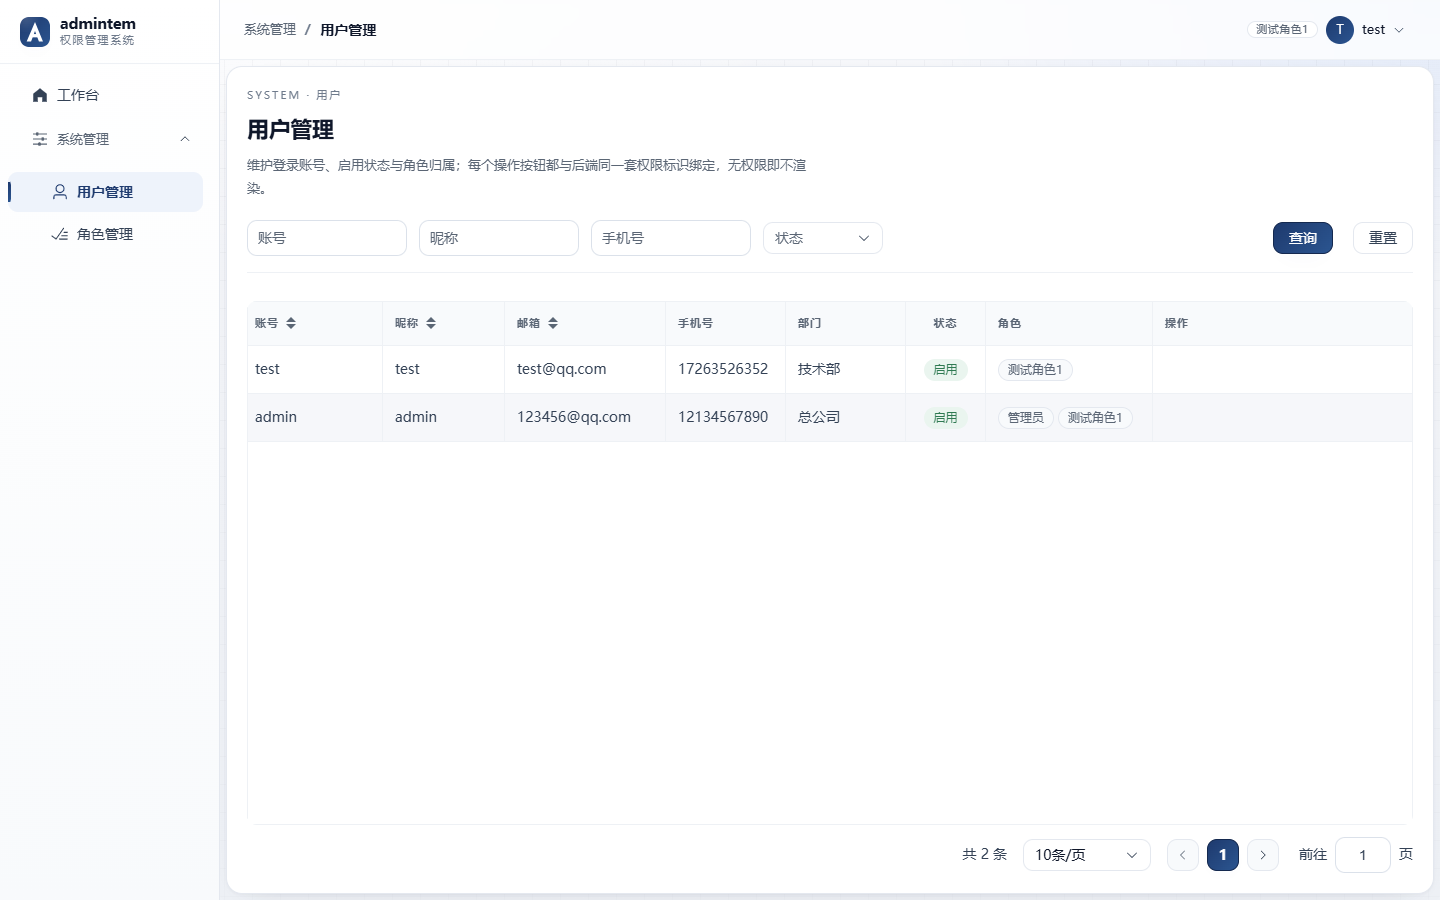 admintem
权限管理系统
工作台
系统管理
用户管理
角色管理
系统管理 / 用户管理
测试角色1 T test
SYSTEM · 用户
用户管理
维护登录账号、启用状态与角色归属；每个操作按钮都与后端同一套权限标识绑定，无权限即不渲
染。
账号 昵称 手机号 状态 查询 重置
账号 昵称 邮箱 手机号 部门 状态 角色 操作
test test test@qq.com 17263526352 技术部 启用 测试角色1
admin admin 123456@qq.com 12134567890 总公司 启用 管理员 测试角色1
共 2 条 10条/页 1 前往 1 页